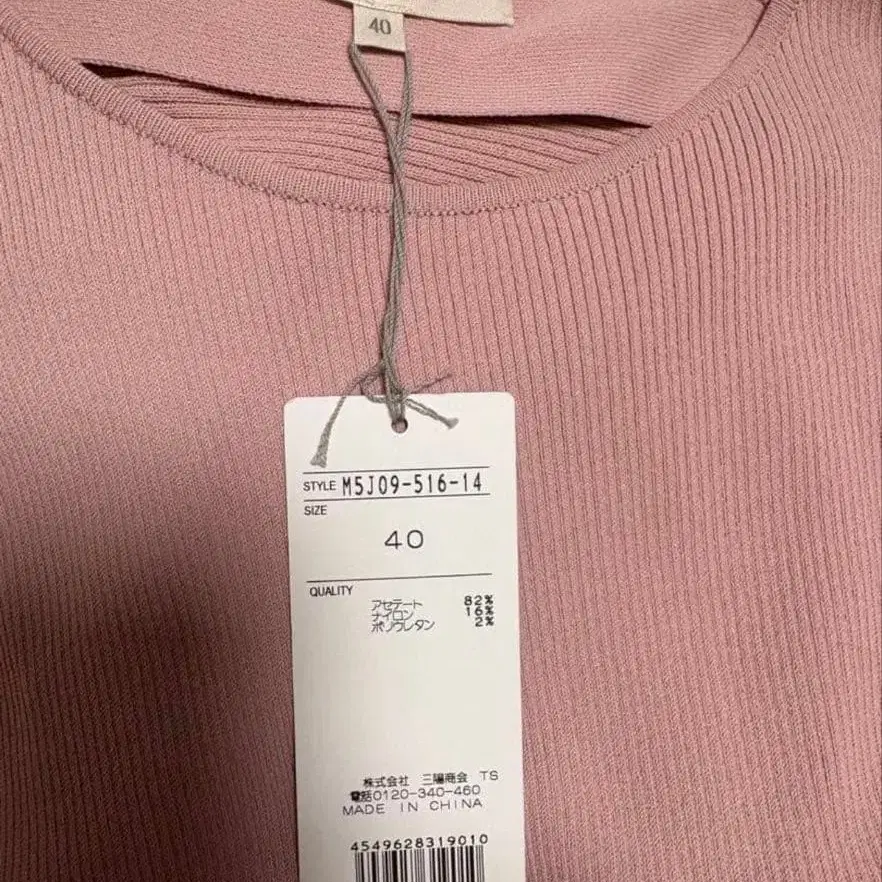 40
STYLE M5J09-516-14
SIZE
40
QUALITY
アセテート 82%
ナイロン 16%
ポリウレタン 2%
株式会社 三陽商会 TS
電話0120-340-460
MADE IN CHINA
4549628319010